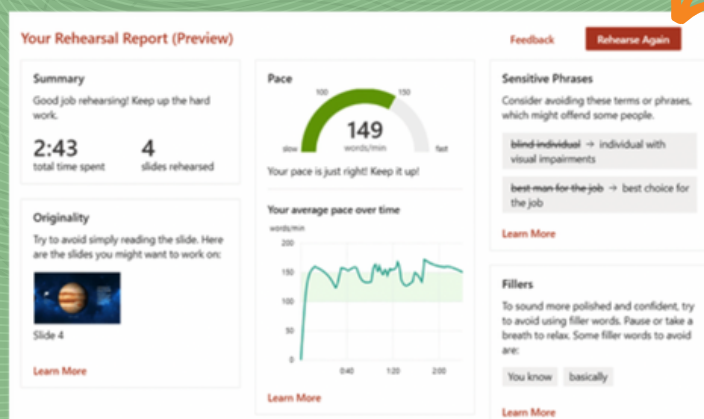 Your Rehearsal Report (Preview)
Feedback
Rehearse Again
Summary
Good job rehearsing! Keep up the hard
work.
2:43
total time spent
4
slides rehearsed
Originality
Try to avoid simply reading the slide. Here
are the slides you might want to work on:
Slide 4
Learn More
Pace
100
150
149
words/min
slow
fast
Your pace is just right! Keep it up!
Your average pace over time
words/min
200
150
100
50
0
0:40
1:20
2:00
Learn More
Sensitive Phrases
Consider avoiding these terms or phrases,
which might offend some people.
blind individual → individual with
visual impairments
best man for the job → best choice for
the job
Learn More
Fillers
To sound more polished and confident, try
to avoid using filler words. Pause or take a
breath to relax. Some filler words to avoid
are:
You know
basically
Learn More